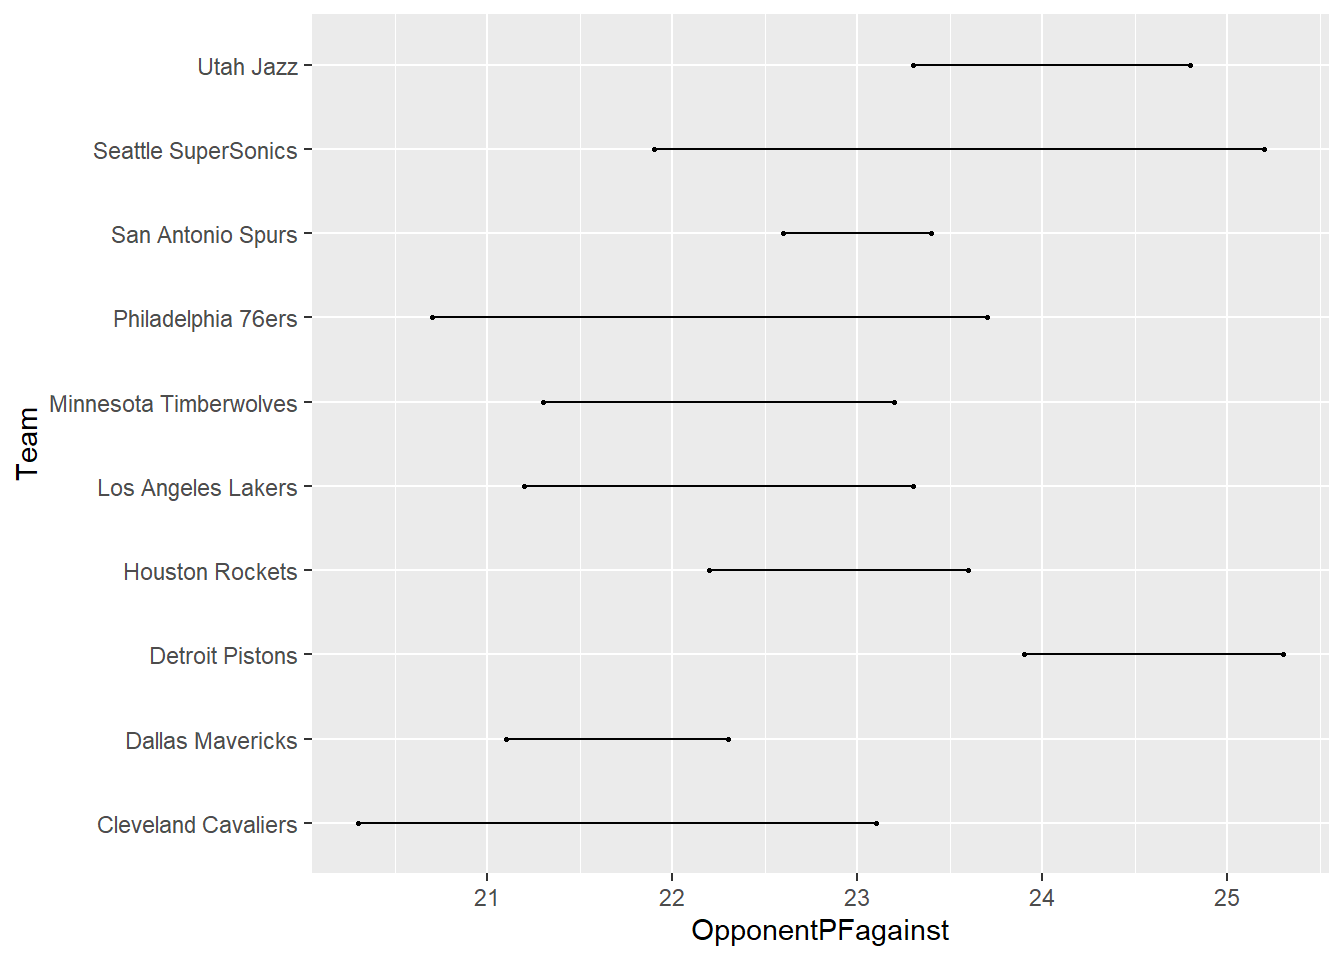 Utah Jazz
Seattle SuperSonics
San Antonio Spurs
Philadelphia 76ers
Minnesota Timberwolves
Los Angeles Lakers
Houston Rockets
Detroit Pistons
Dallas Mavericks
Cleveland Cavaliers
Team
21 22 23 24 25
OpponentPFagainst